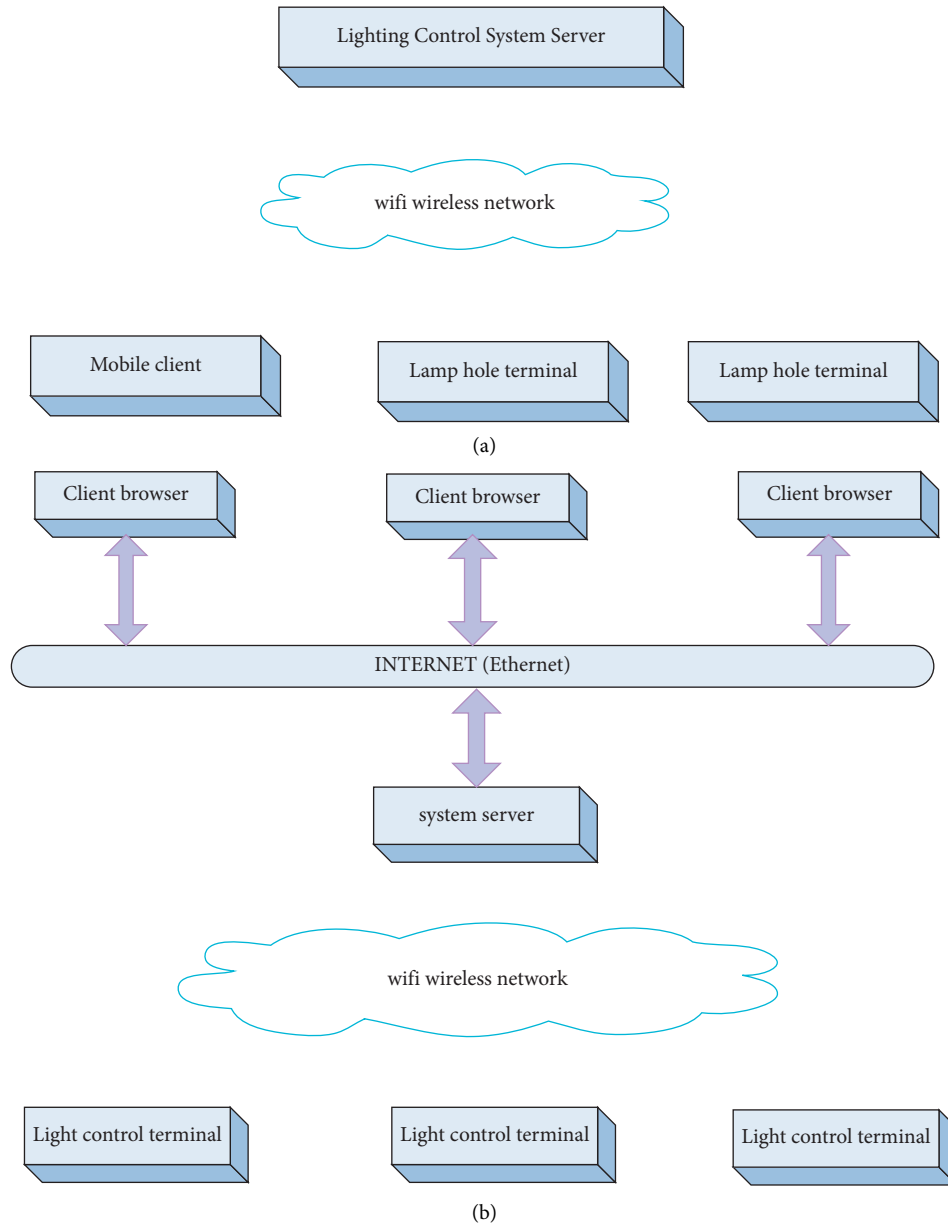 Lighting Control System Server
wifi wireless network
Mobile client
Lamp hole terminal
Lamp hole terminal
(a)
Client browser
Client browser
Client browser
INTERNET (Ethernet)
system server
wifi wireless network
Light control terminal
Light control terminal
Light control terminal
(b)